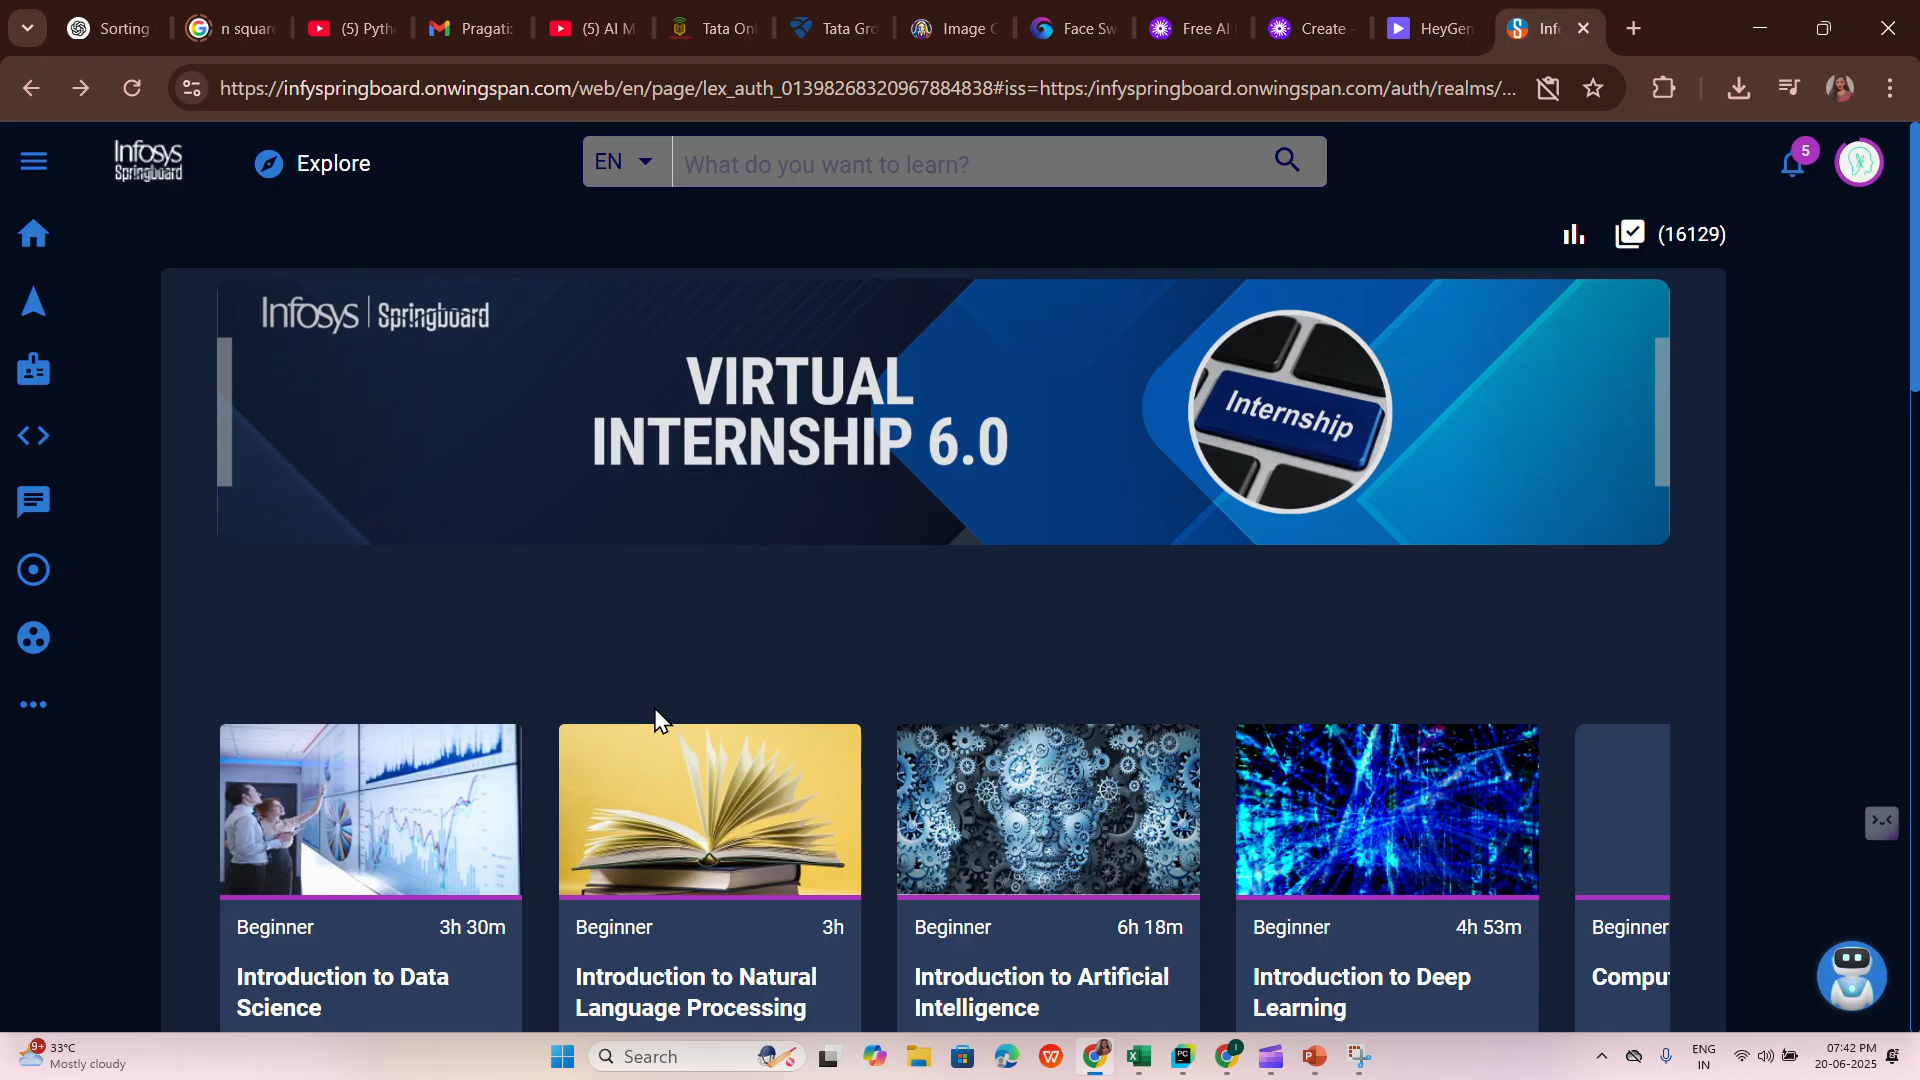 Sorting
n square
(5) Pyth
Pragati
(5) AI M
Tata Onl
Tata Gro
Image C
Face Sw
Free AI
Create -
HeyGen
Inf
https://infyspringboard.onwingspan.com/web/en/page/lex_auth_01398268320967884838#iss=https:/infyspringboard.onwingspan.com/auth/realms/...
Infosys
Springboard
Explore
EN
What do you want to learn?
5
(16129)
Infosys | Springboard
VIRTUAL
INTERNSHIP 6.0
Internship
Beginner 3h 30m
Introduction to Data
Science
Beginner 3h
Introduction to Natural
Language Processing
Beginner 6h 18m
Introduction to Artificial
Intelligence
Beginner 4h 53m
Introduction to Deep
Learning
Beginner
Comput
9+
33°C
Mostly cloudy
Search
ENG
IN
07:42 PM
20-06-2025